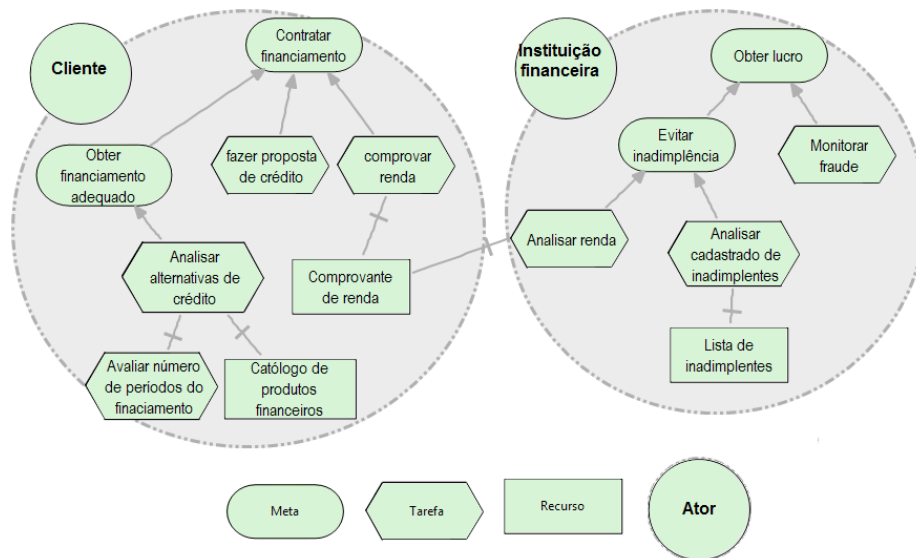 Cliente
Contratar
financiamento
Obter
financiamento
adequado
fazer proposta
de crédito
comprovar
renda
Analisar
alternativas de
crédito
Comprovante
de renda
Avaliar número
de periodos do
finaciamento
Católogo de
produtos
financeiros
Instituição
financeira
Obter lucro
Evitar
inadimplência
Monitorar
fraude
Analisar renda
Analisar
cadastrado de
inadimplentes
Lista de
inadimplentes
Meta
Tarefa
Recurso
Ator